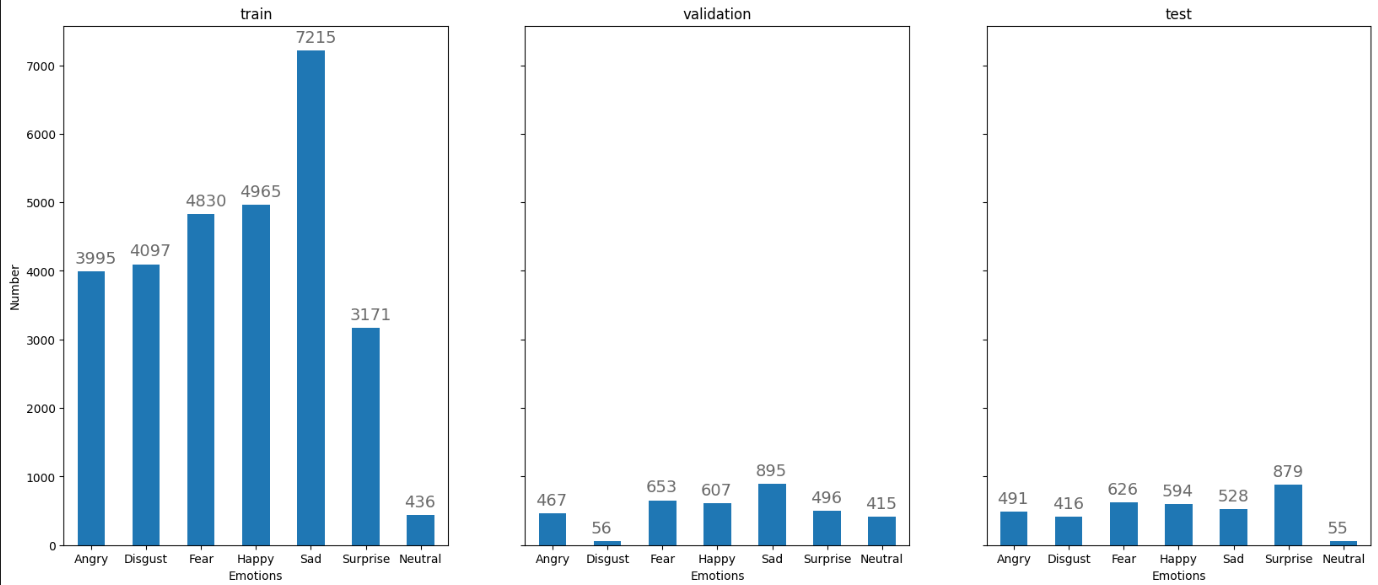 train
7000
6000
5000
4000
3000
2000
1000
0
Number
3995
4097
4830
4965
7215
3171
436
Angry Disgust Fear Happy Sad Surprise Neutral
Emotions
validation
467
56
653
607
895
496
415
Angry Disgust Fear Happy Sad Surprise Neutral
Emotions
test
491
416
626
594
528
879
55
Angry Disgust Fear Happy Sad Surprise Neutral
Emotions